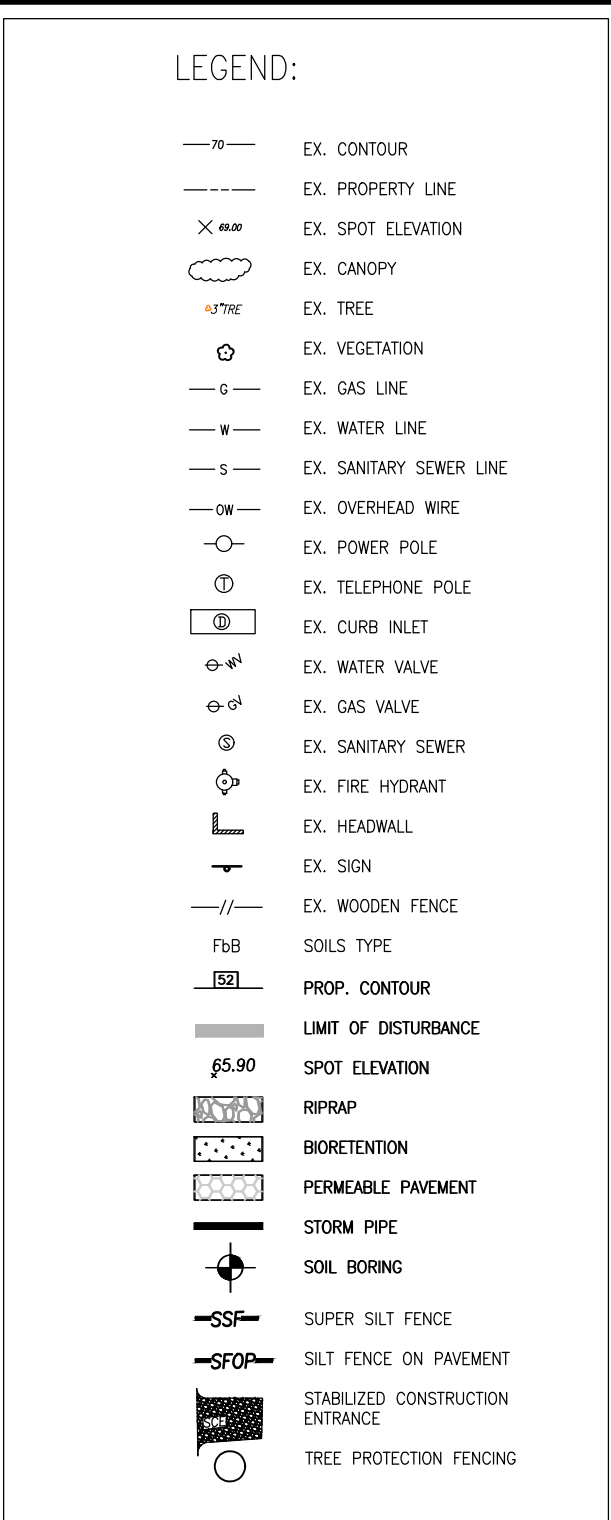 LEGEND:
70 EX. CONTOUR
EX. PROPERTY LINE
69.00 EX. SPOT ELEVATION
EX. CANOPY
3"TRE EX. TREE
EX. VEGETATION
G EX. GAS LINE
W EX. WATER LINE
S EX. SANITARY SEWER LINE
OW EX. OVERHEAD WIRE
EX. POWER POLE
T EX. TELEPHONE POLE
D EX. CURB INLET
WV EX. WATER VALVE
GV EX. GAS VALVE
S EX. SANITARY SEWER
EX. FIRE HYDRANT
EX. HEADWALL
EX. SIGN
// EX. WOODEN FENCE
FbB SOILS TYPE
52 PROP. CONTOUR
LIMIT OF DISTURBANCE
65.90 SPOT ELEVATION
RIPRAP
BIORETENTION
PERMEABLE PAVEMENT
STORM PIPE
SOIL BORING
SSF SUPER SILT FENCE
SFOP SILT FENCE ON PAVEMENT
SCE STABILIZED CONSTRUCTION
ENTRANCE
TREE PROTECTION FENCING